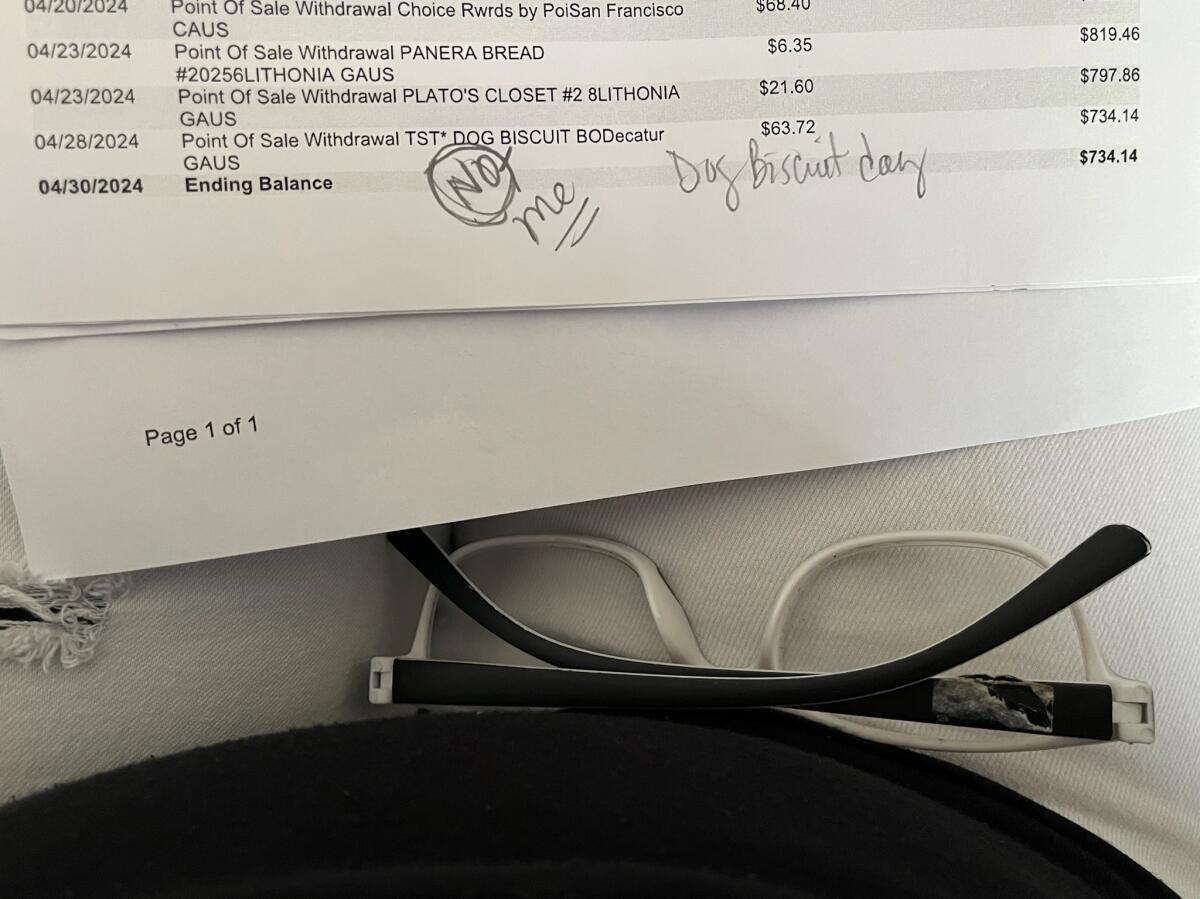 04/20/2024 Point Of Sale Withdrawal Choice Rwrds by PoiSan Francisco $68.40
CAUS $819.46
04/23/2024 Point Of Sale Withdrawal PANERA BREAD $6.35
#20256LITHONIA GAUS $797.86
04/23/2024 Point Of Sale Withdrawal PLATO'S CLOSET #2 8LITHONIA $21.60
GAUS $734.14
04/28/2024 Point Of Sale Withdrawal TST* DOG BISCUIT BODecatur $63.72
GAUS $734.14
04/30/2024 Ending Balance
Not me
Dog Biscuit
Page 1 of 1